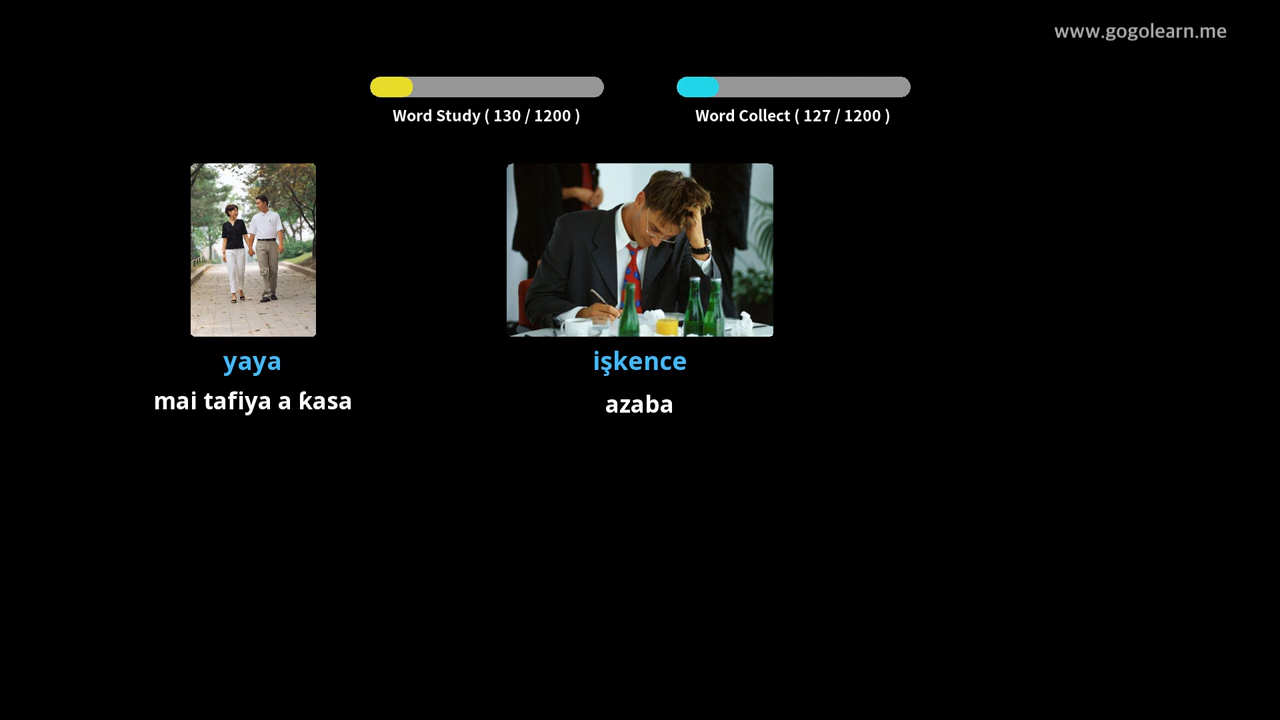 www.gogolearn.me
Word Study ( 130 / 1200 )
Word Collect ( 127 / 1200 )
yaya
mai tafiya a ƙasa
işkence
azaba